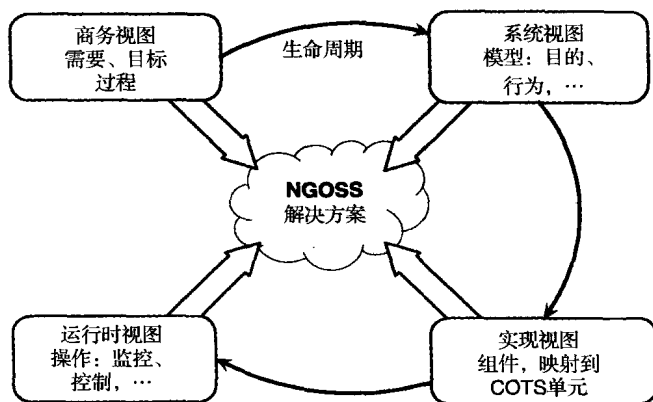 商务视图
需要、目标
过程
生命周期
系统视图
模型：目的、
行为，…
NGOSS
解决方案
运行时视图
操作：监控、
控制，…
实现视图
组件，映射到
COTS单元